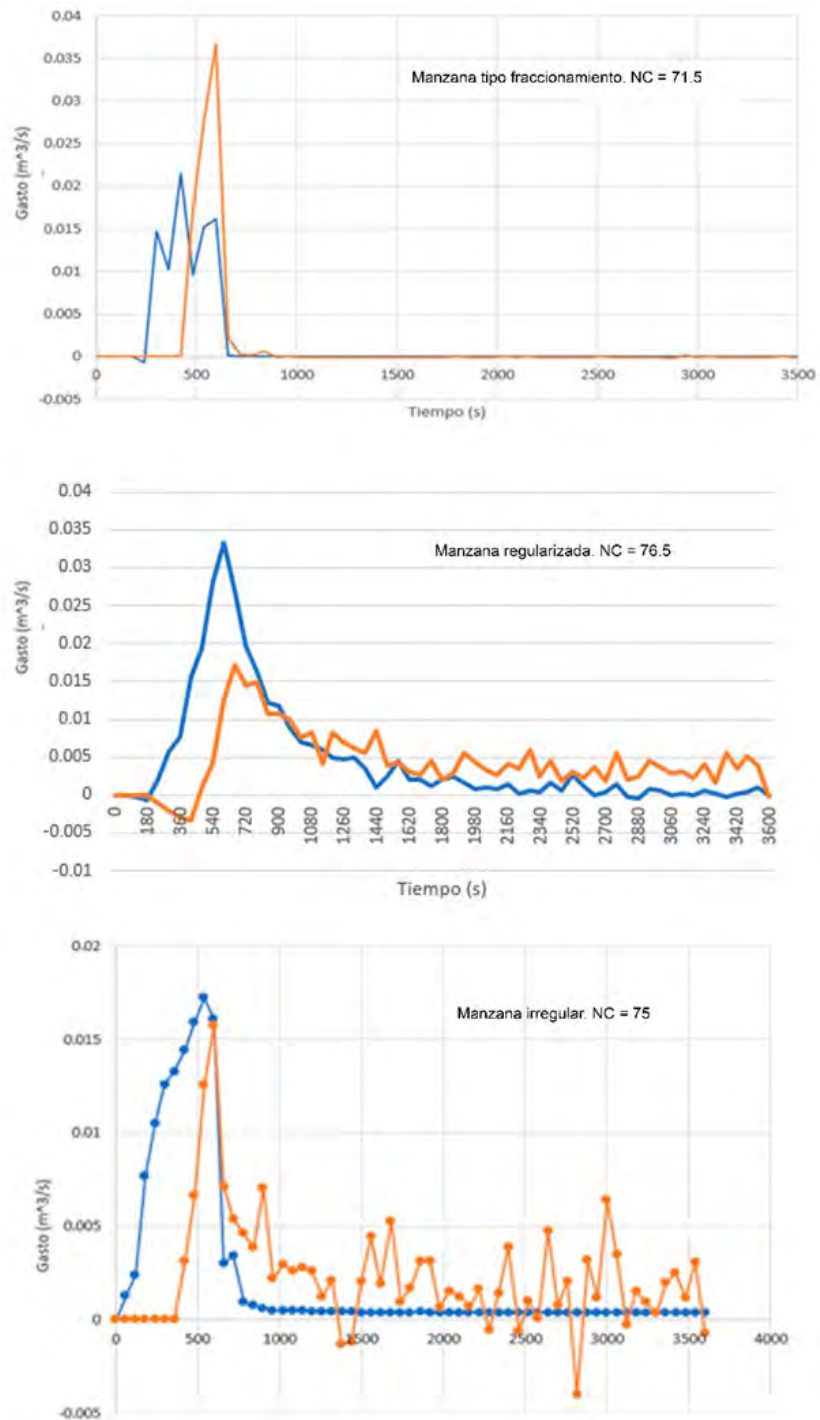 0.04
0.035
0.03
0.025
0.02
0.015
0.01
0.005
0
-0.005
Gasto (m^3/s)
Manzana tipo fraccionamiento. NC = 71.5
0 500 1000 1500 2000 2500 3000 3500
Tiempo (s)
0.04
0.035
0.03
0.025
0.02
0.015
0.01
0.005
0
-0.005
-0.01
Gasto (m^3/s)
Manzana regularizada. NC = 76.5
0 180 360 540 720 900 1080 1260 1440 1620 1800 1980 2160 2340 2520 2700 2880 3060 3240 3420 3600
Tiempo (s)
0.02
0.015
0.01
0.005
0
-0.005
Gasto (m^3/s)
Manzana irregular. NC = 75
0 500 1000 1500 2000 2500 3000 3500 4000